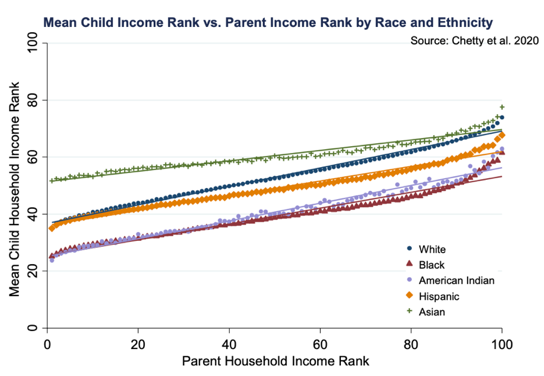 Mean Child Income Rank vs. Parent Income Rank by Race and Ethnicity
Source: Chetty et al. 2020
Mean Child Household Income Rank
100
80
60
40
20
0
White
Black
American Indian
Hispanic
Asian
0 20 40 60 80 100
Parent Household Income Rank